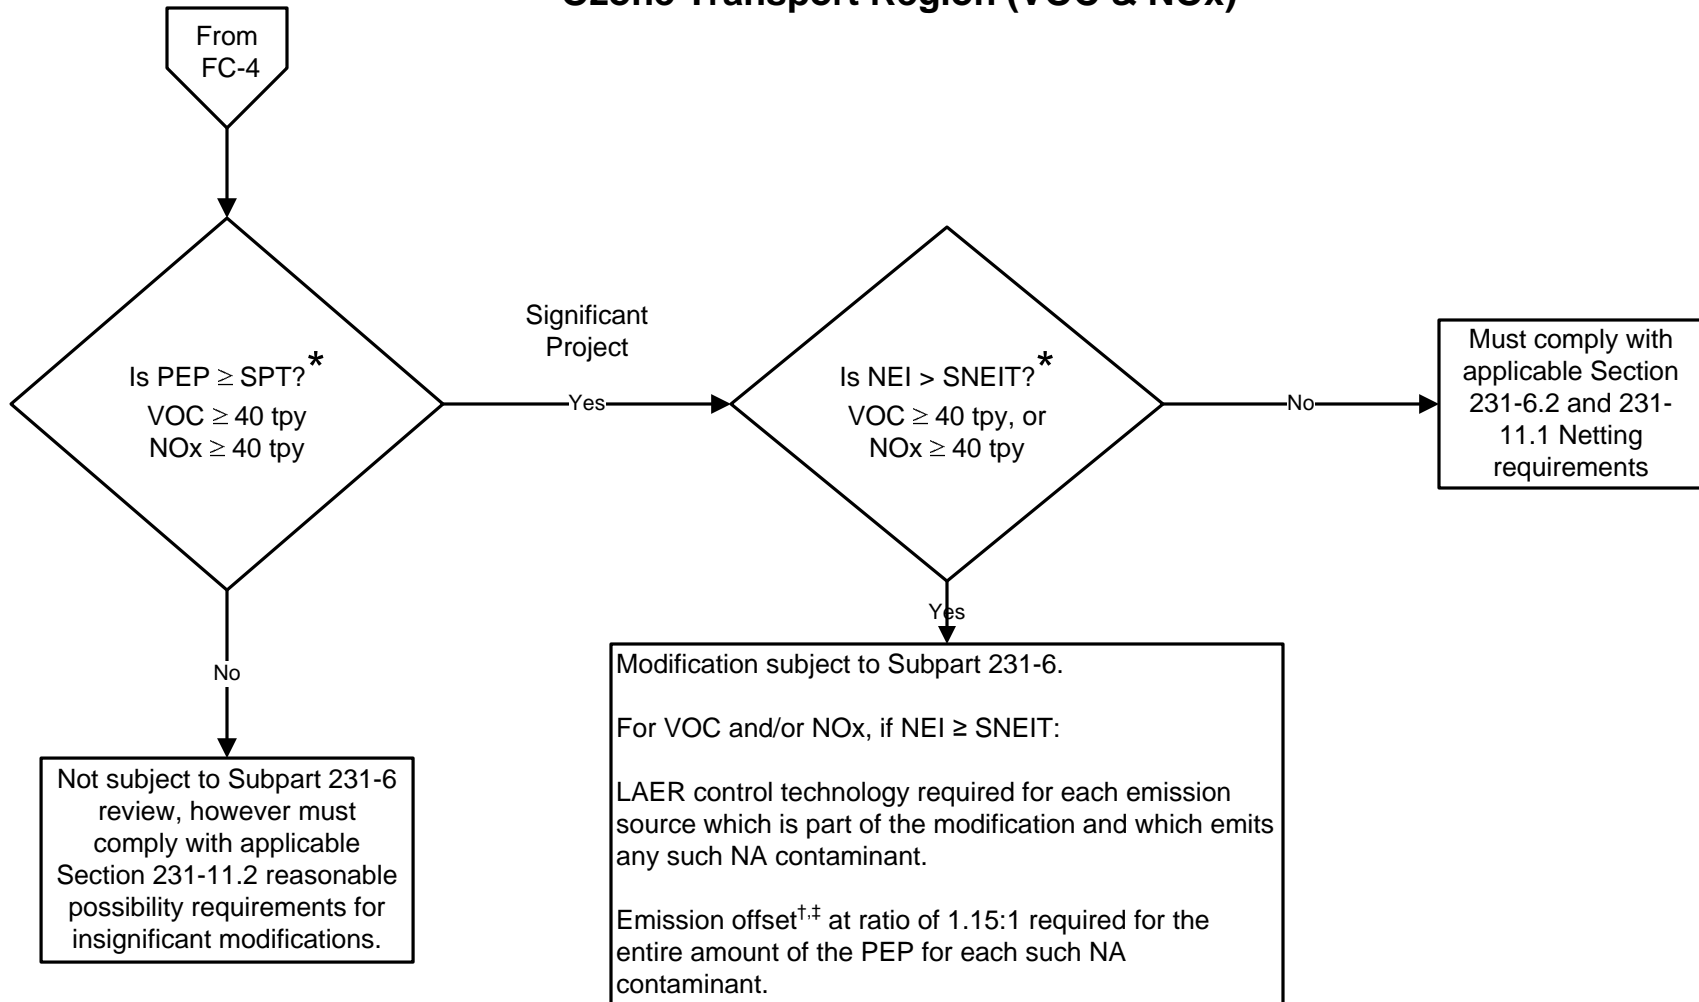 Ozone Transport Region (VOC & NOx)
From
FC-4
Is PEP ≥ SPT?*
VOC ≥ 40 tpy
NOx ≥ 40 tpy
Significant
Project
Yes
Is NEI > SNEIT?*
VOC ≥ 40 tpy, or
NOx ≥ 40 tpy
No
Must comply with
applicable Section
231-6.2 and 231-
11.1 Netting
requirements
No
Not subject to Subpart 231-6
review, however must
comply with applicable
Section 231-11.2 reasonable
possibility requirements for
insignificant modifications.
Yes
Modification subject to Subpart 231-6.
For VOC and/or NOx, if NEI ≥ SNEIT:
LAER control technology required for each emission
source which is part of the modification and which emits
any such NA contaminant.
Emission offset†,‡ at ratio of 1.15:1 required for the
entire amount of the PEP for each such NA
contaminant.